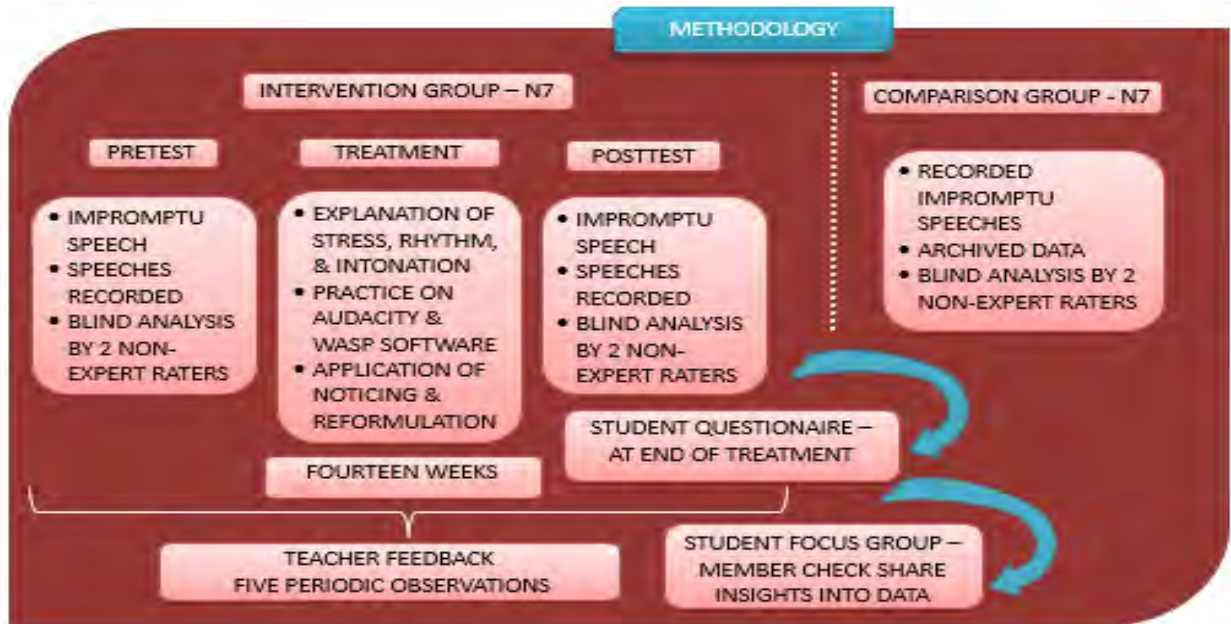 METHODOLOGY
INTERVENTION GROUP – N7
COMPARISON GROUP - N7
PRETEST
TREATMENT
POSTTEST
• IMPROMPTU
SPEECH
• SPEECHES
RECORDED
• BLIND ANALYSIS
BY 2 NON-
EXPERT RATERS
• EXPLANATION OF
STRESS, RHYTHM,
& INTONATION
• PRACTICE ON
AUDACITY &
WASP SOFTWARE
• APPLICATION OF
NOTICING &
REFORMULATION
• IMPROMPTU
SPEECH
• SPEECHES
RECORDED
• BLIND ANALYSIS
BY 2 NON-
EXPERT RATERS
• RECORDED
IMPROMPTU
SPEECHES
• ARCHIVED DATA
• BLIND ANALYSIS BY 2
NON-EXPERT RATERS
STUDENT QUESTIONAIRE –
AT END OF TREATMENT
FOURTEEN WEEKS
TEACHER FEEDBACK
FIVE PERIODIC OBSERVATIONS
STUDENT FOCUS GROUP –
MEMBER CHECK SHARE
INSIGHTS INTO DATA